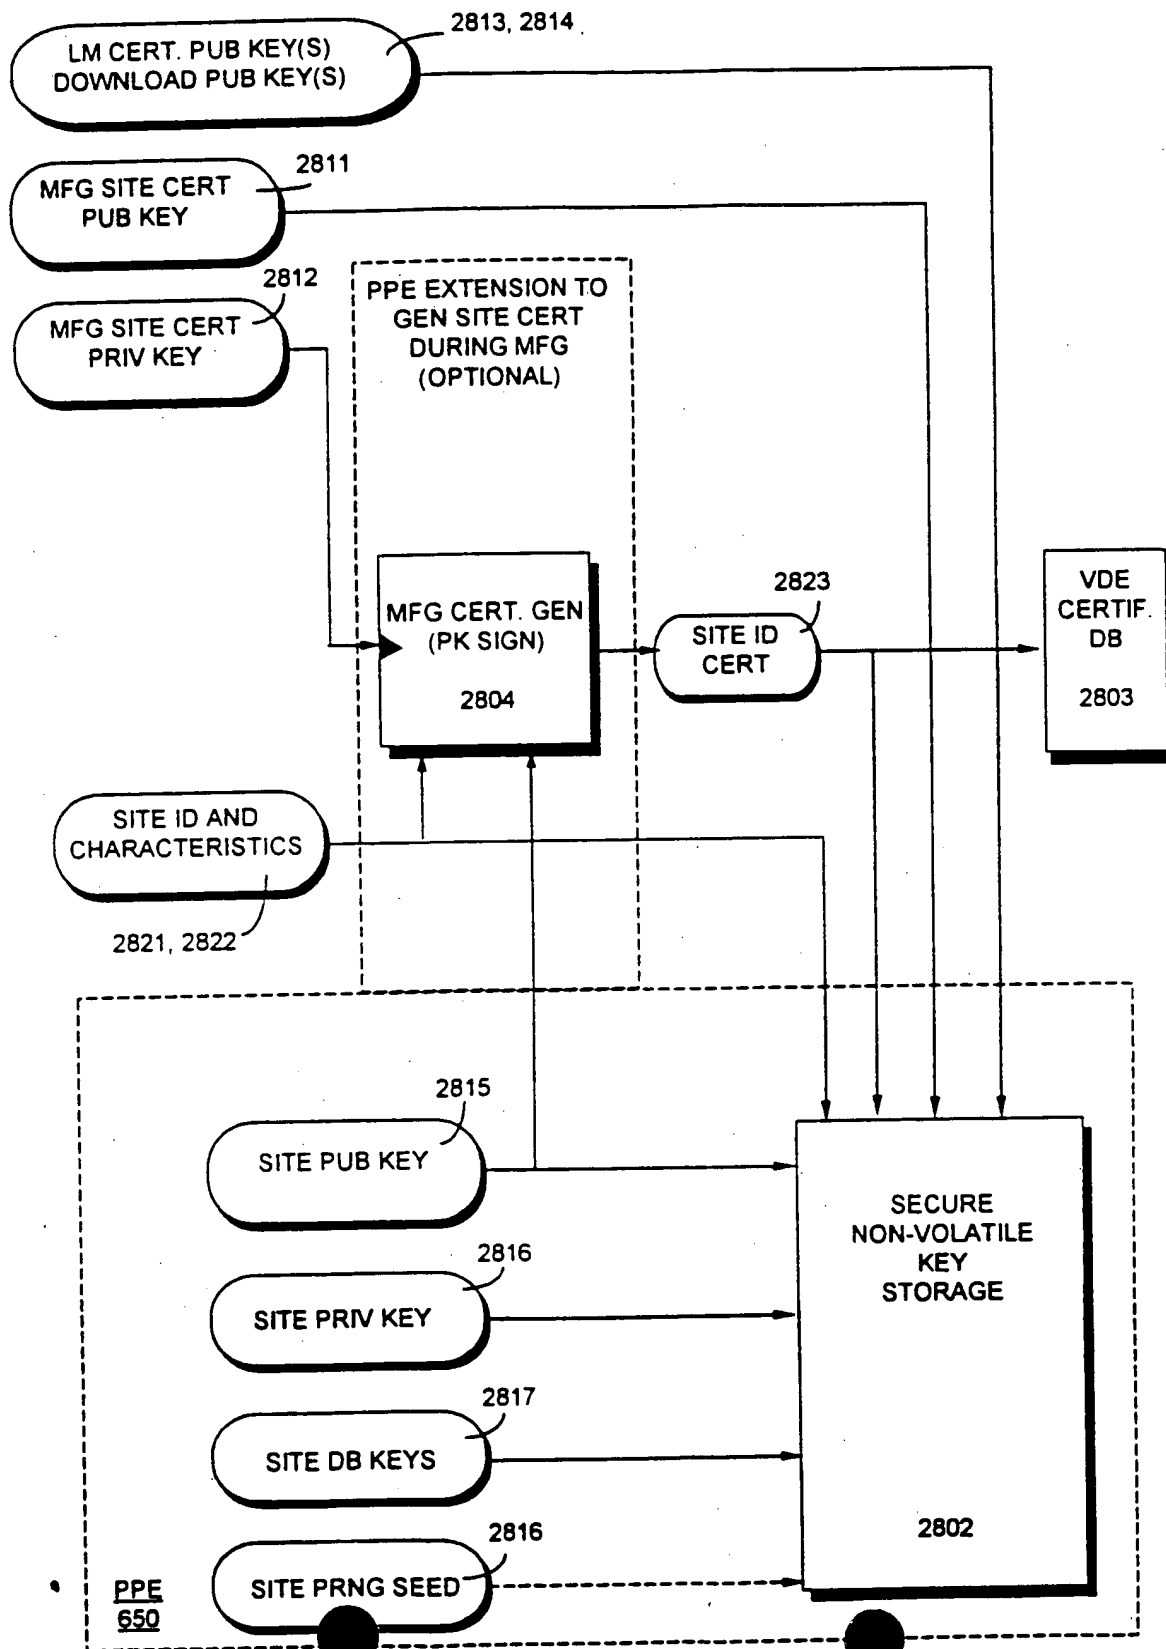 2813, 2814
LM CERT. PUB KEY(S)
DOWNLOAD PUB KEY(S)
2811
MFG SITE CERT
PUB KEY
2812
MFG SITE CERT
PRIV KEY
PPE EXTENSION TO
GEN SITE CERT
DURING MFG
(OPTIONAL)
MFG CERT. GEN
(PK SIGN)
2804
2823
SITE ID
CERT
VDE
CERTIF.
DB
2803
SITE ID AND
CHARACTERISTICS
2821, 2822
2815
SITE PUB KEY
2816
SITE PRIV KEY
2817
SITE DB KEYS
2816
SITE PRNG SEED
SECURE
NON-VOLATILE
KEY
STORAGE
2802
PPE
650